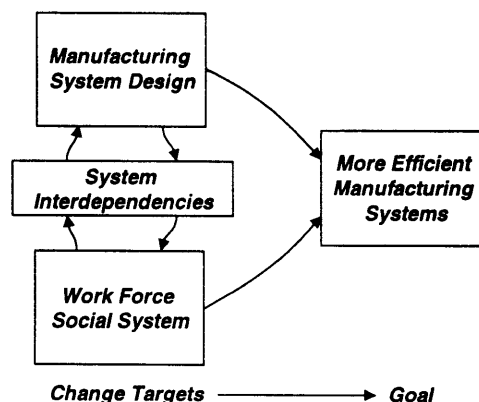 Manufacturing
System Design
System
Interdependencies
Work Force
Social System
More Efficient
Manufacturing
Systems
Change Targets
Goal